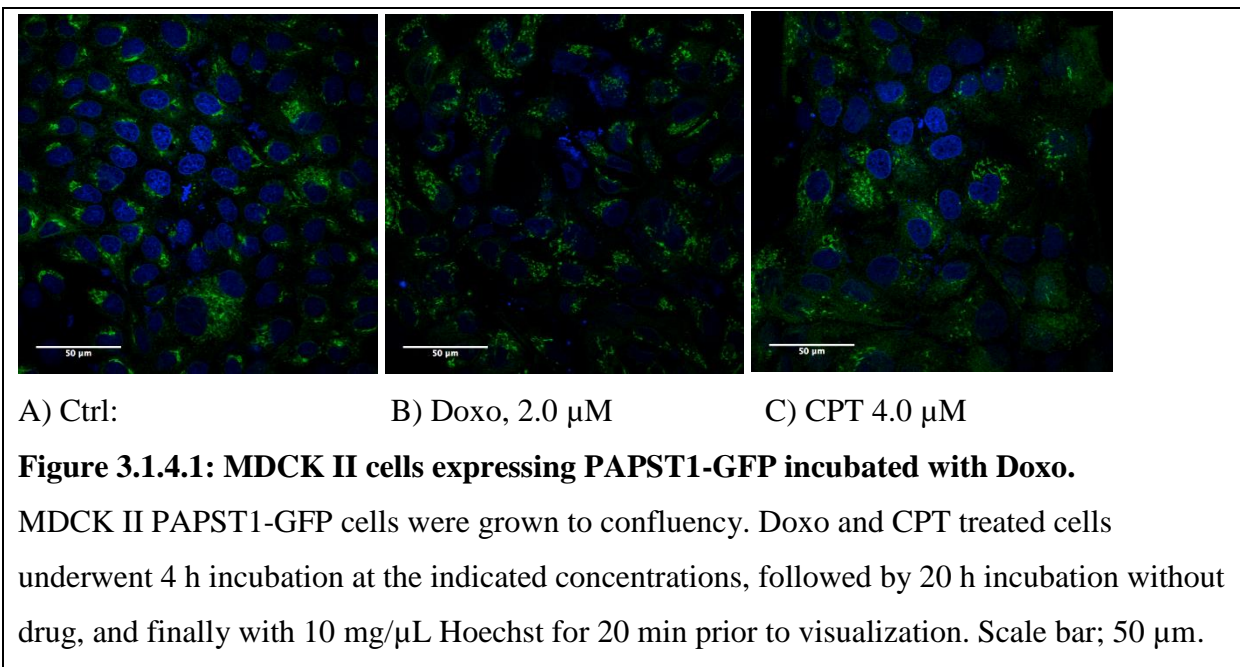 50 µm
50 µm
50 µm
A) Ctrl:
B) Doxo, 2.0 µM
C) CPT 4.0 µM
Figure 3.1.4.1: MDCK II cells expressing PAPST1-GFP incubated with Doxo.
MDCK II PAPST1-GFP cells were grown to confluency. Doxo and CPT treated cells
underwent 4 h incubation at the indicated concentrations, followed by 20 h incubation without
drug, and finally with 10 mg/µL Hoechst for 20 min prior to visualization. Scale bar; 50 µm.